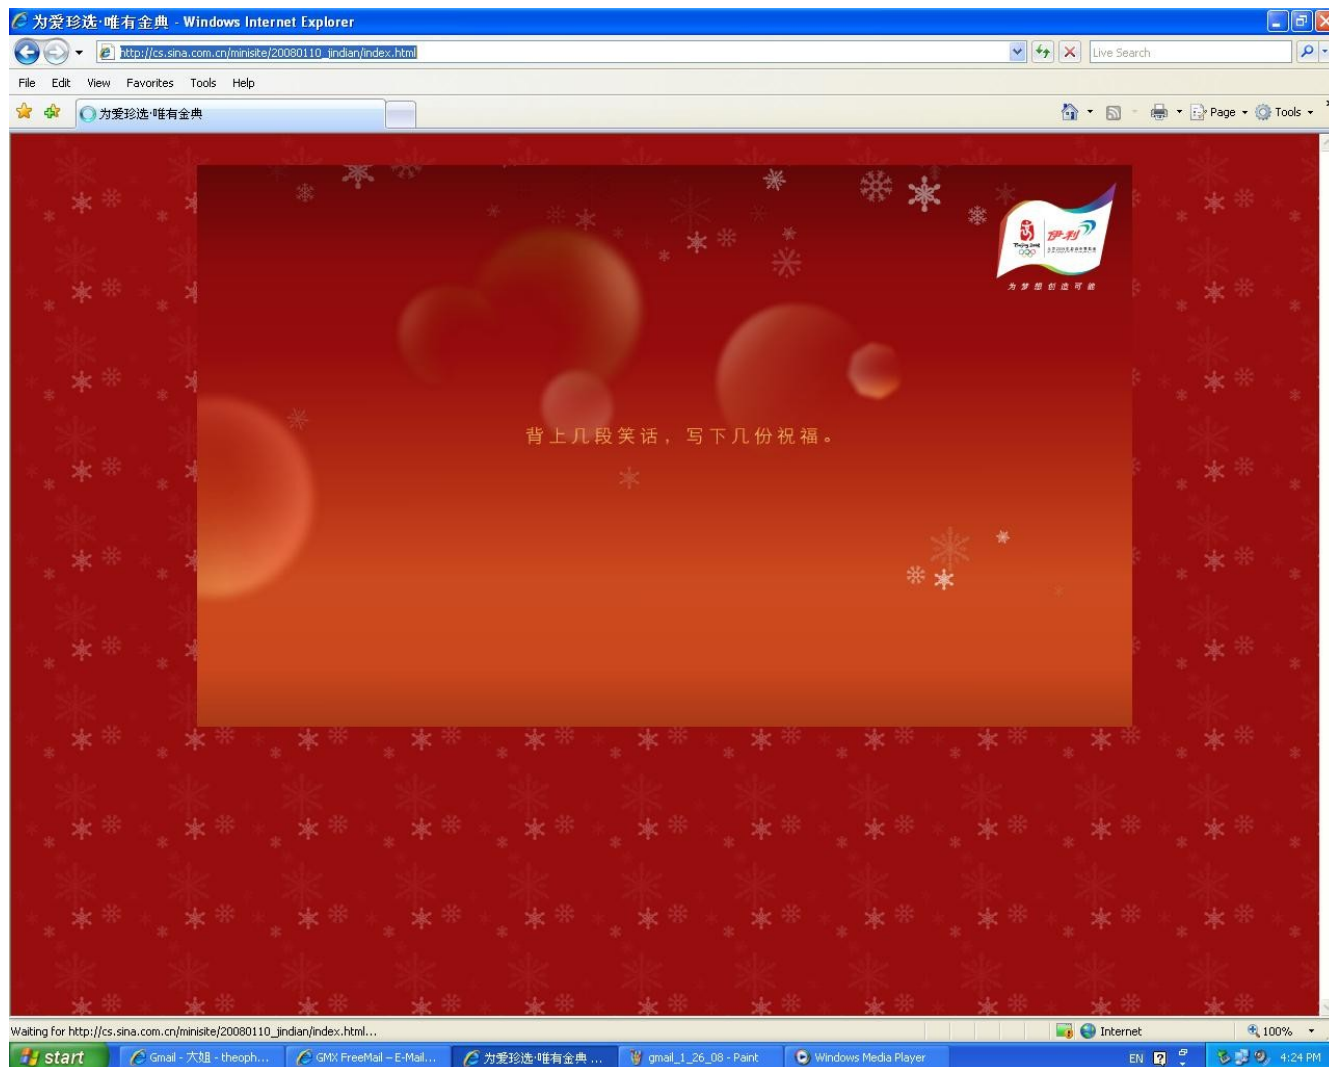 为爱珍选·唯有金典 - Windows Internet Explorer
http://cs.sina.com.cn/minisite/20080110_jindian/index.html
Live Search
File Edit View Favorites Tools Help
为爱珍选·唯有金典
Page Tools
伊利
Beijing 2008
为梦想创造可能
背上几段笑话，写下几份祝福。
Waiting for http://cs.sina.com.cn/minisite/20080110_jindian/index.html...
Internet
100%
start
Gmail - 大姐 - theoph...
GMX FreeMail – E-Mail...
为爱珍选·唯有金典 ...
gmail_1_26_08 - Paint
Windows Media Player
EN
4:24 PM